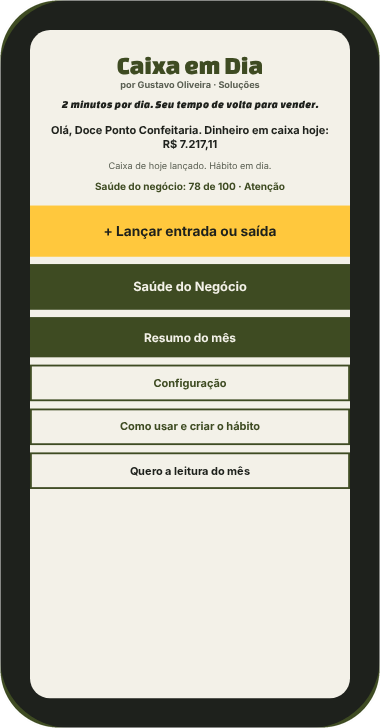 Caixa em Dia
por Gustavo Oliveira · Soluções
2 minutos por dia. Seu tempo de volta para vender.
Olá, Doce Ponto Confeitaria. Dinheiro em caixa hoje:
R$ 7.217,11
Caixa de hoje lançado. Hábito em dia.
Saúde do negócio: 78 de 100 · Atenção
+ Lançar entrada ou saída
Saúde do Negócio
Resumo do mês
Configuração
Como usar e criar o hábito
Quero a leitura do mês